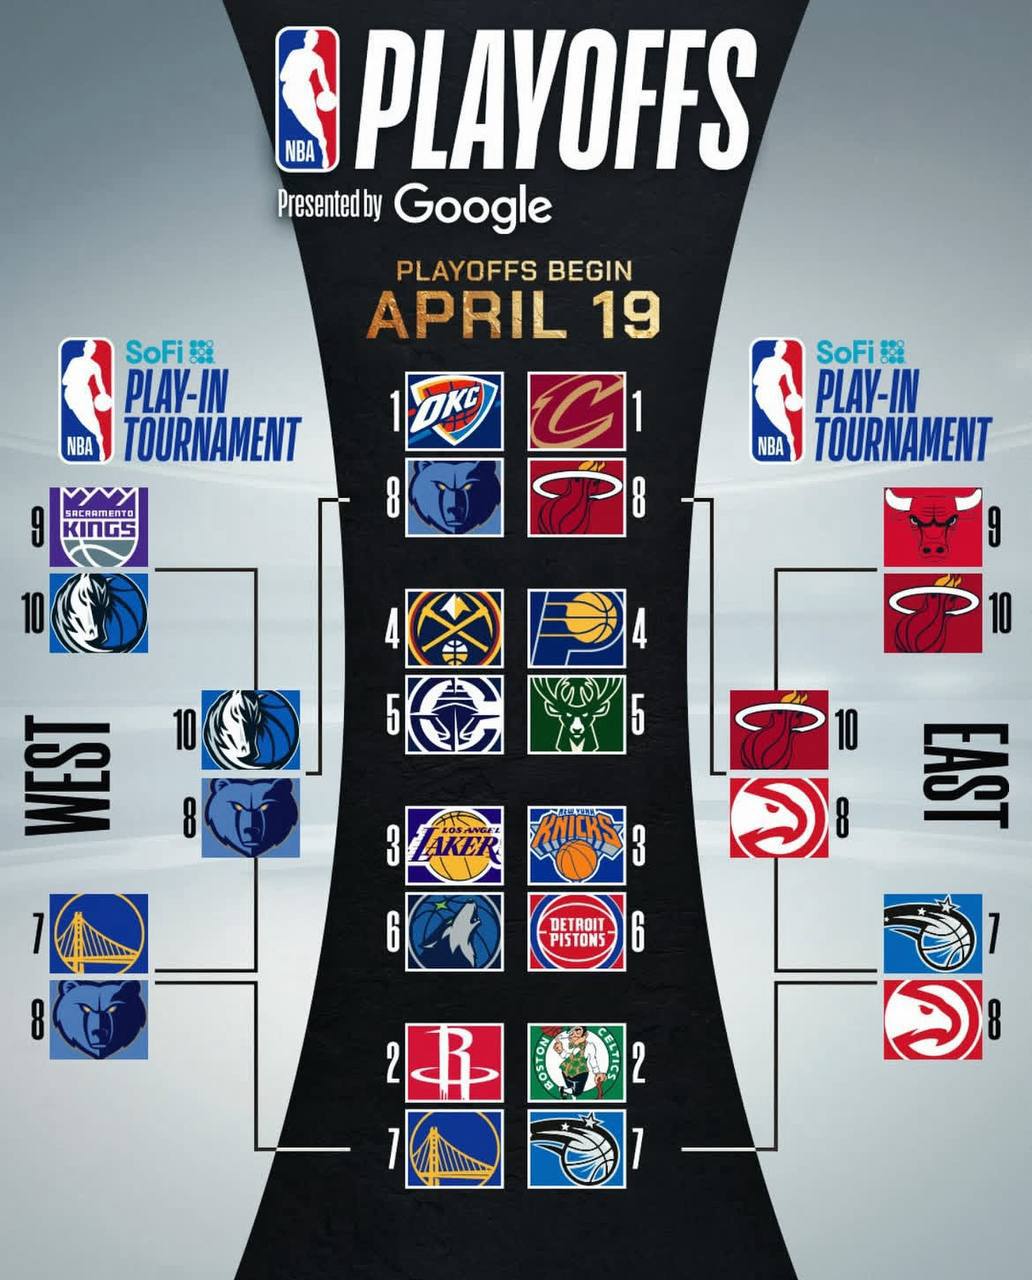 NBA
PLAYOFFS
Presented by Google
PLAYOFFS BEGIN
APRIL 19
NBA
SoFi
PLAY-IN
TOURNAMENT
NBA
SoFi
PLAY-IN
TOURNAMENT
1
OKC
C
1
8
8
9
SACRAMENTO
KINGS
10
9
10
4
4
5
5
WEST
10
8
10
8
EAST
3
LOS ANGEL
LAKER
NEW YORK
KNICKS
3
6
DETROIT
PISTONS
6
7
8
7
8
2
R
BOSTON
CELTICS
2
7
7